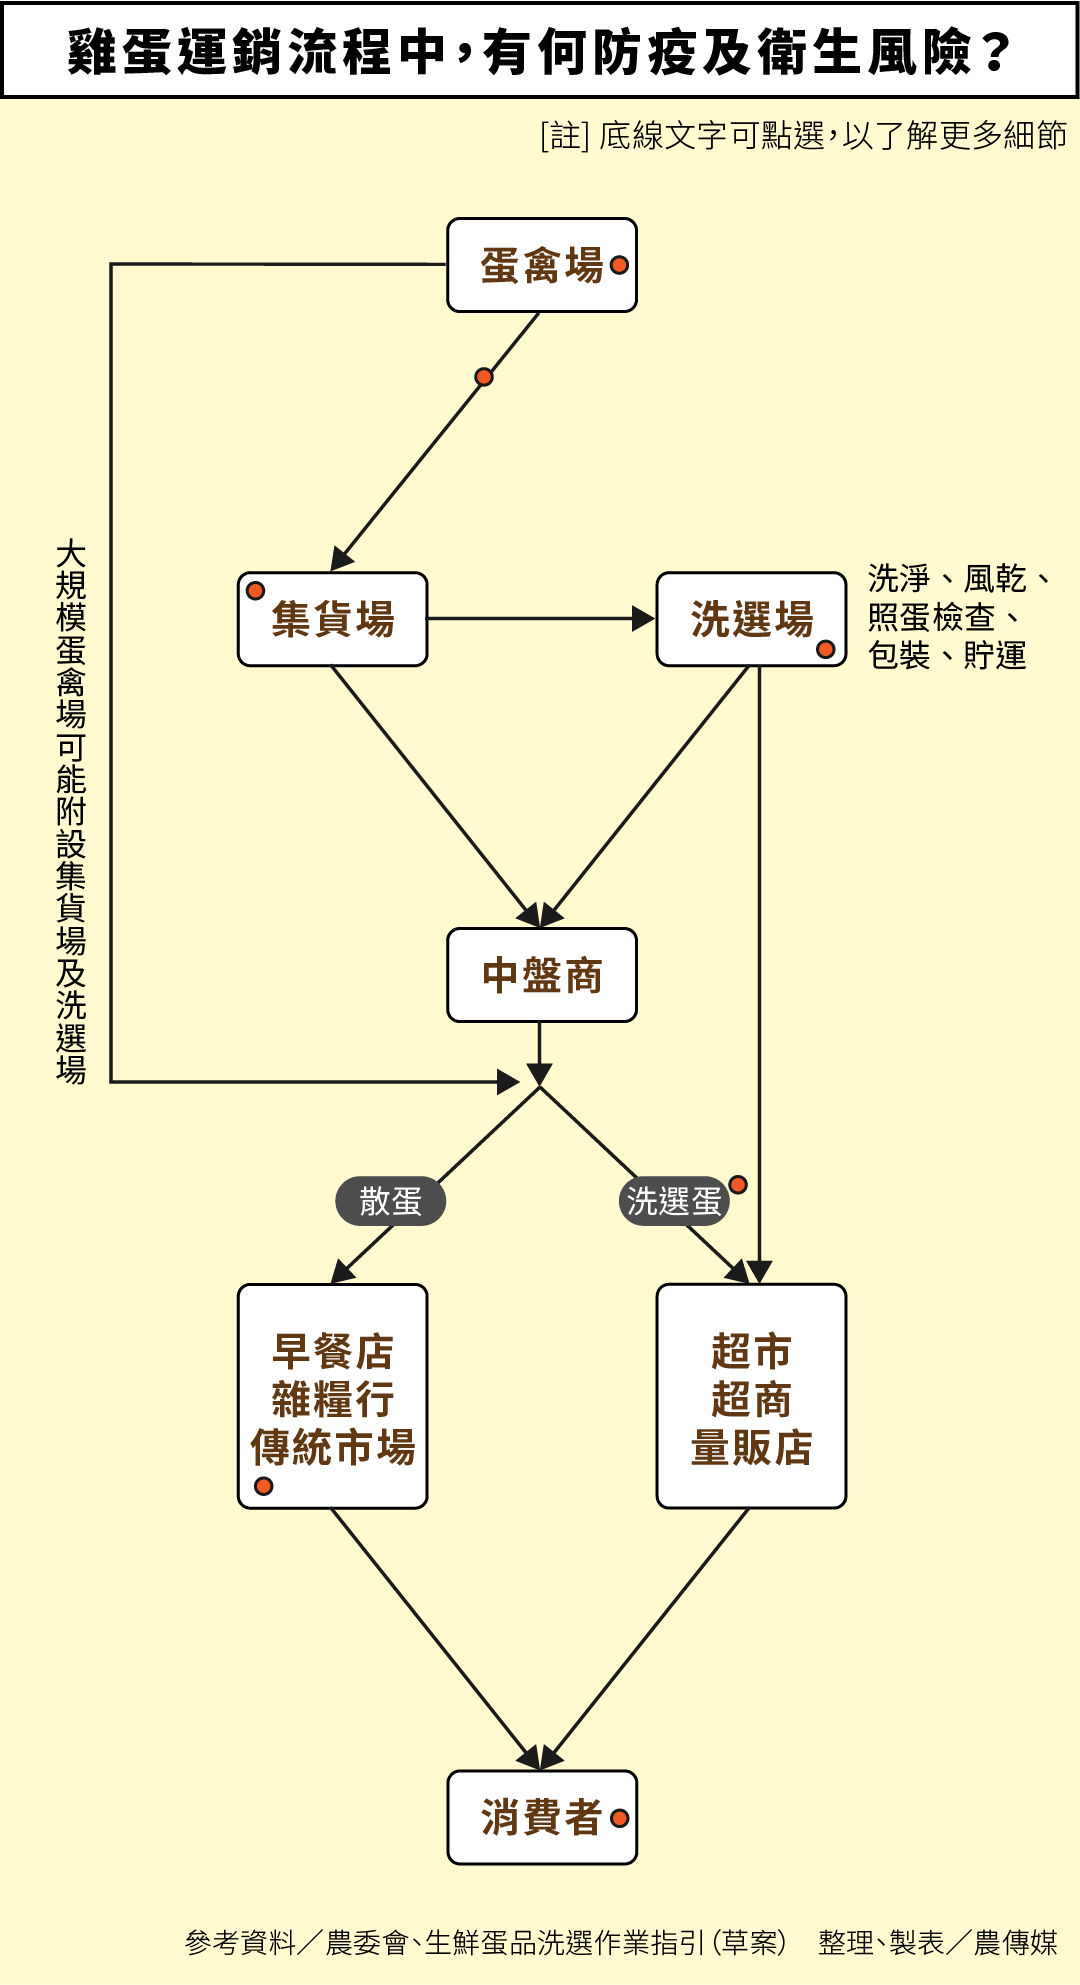 雞蛋運銷流程中，有何防疫及衛生風險？
[註] 底線文字可點選，以了解更多細節
蛋禽場
大規模蛋禽場可能附設集貨場及洗選場
集貨場
洗選場
洗淨、風乾、
照蛋檢查、
包裝、貯運
中盤商
散蛋
洗選蛋
早餐店
雜糧行
傳統市場
超市
超商
量販店
消費者
參考資料／農委會、生鮮蛋品洗選作業指引（草案）　整理、製表／農傳媒